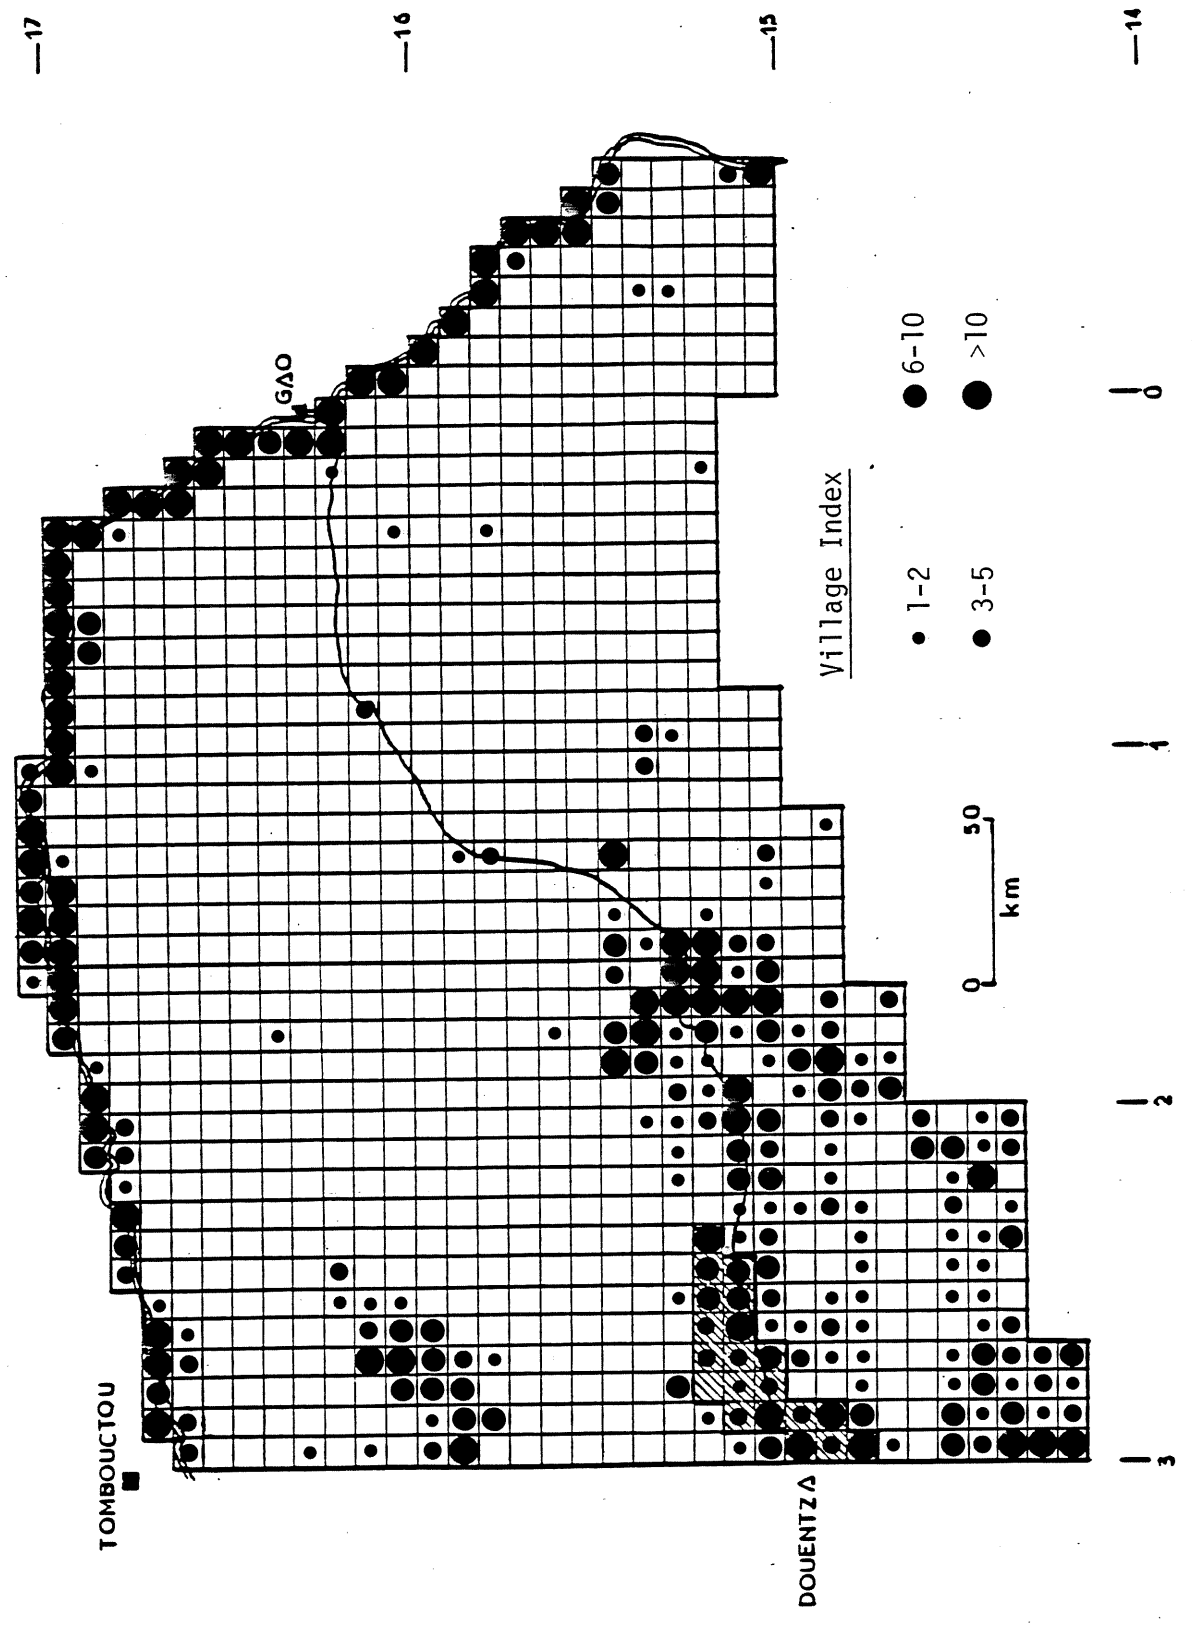 TOMBOUCTOU
GAO
DOUENTZA
—17
—16
—15
—14
3
2
1
0
0 50
km
Village Index
1-2
6-10
3-5
>10